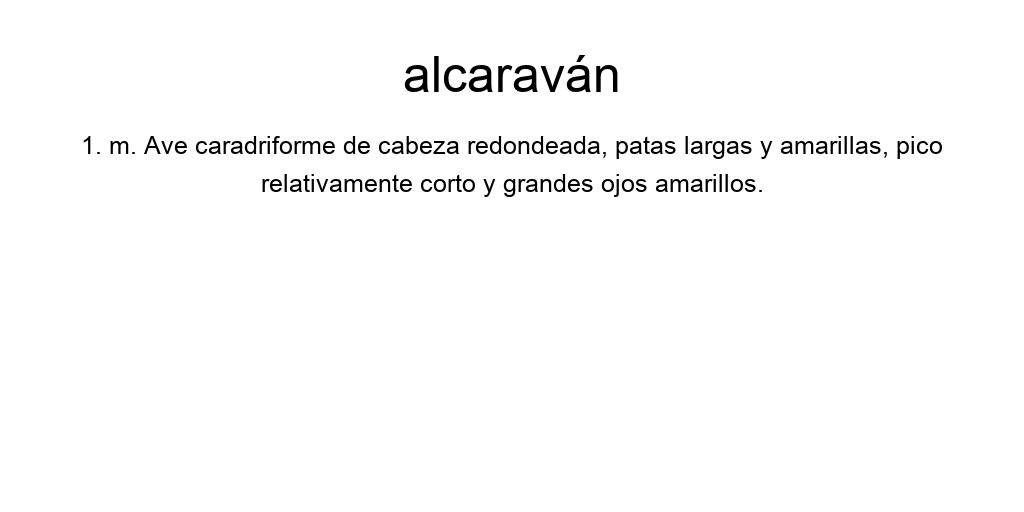 alcaraván
1. m. Ave caradriforme de cabeza redondeada, patas largas y amarillas, pico
relativamente corto y grandes ojos amarillos.